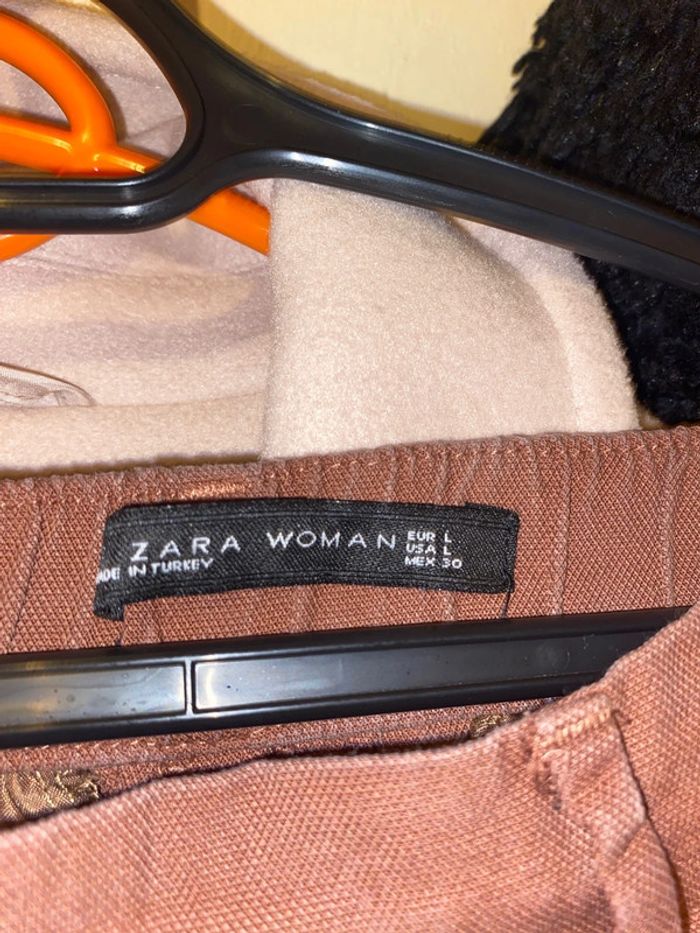 ZARA WOMAN
EUR L
USA L
MEX 30
ADE IN TURKEY